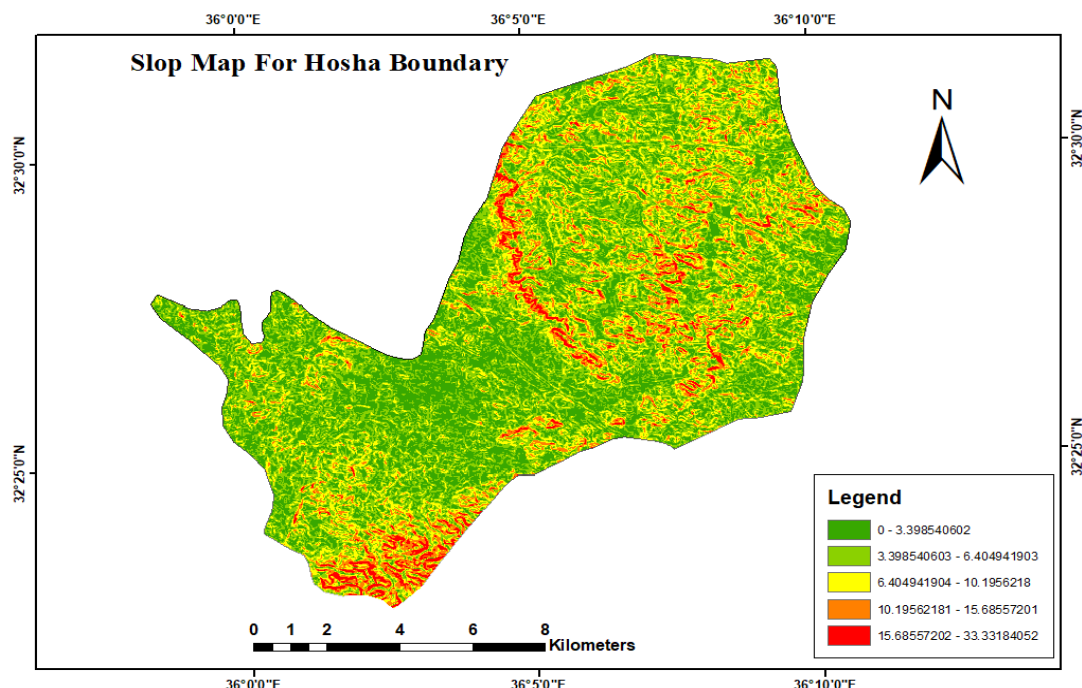 36°0'0"E 36°5'0"E 36°10'0"E
Slop Map For Hosha Boundary
N
32°30'0"N 32°30'0"N
32°25'0"N 32°25'0"N
Legend
0 - 3.398540602
3.398540603 - 6.404941903
6.404941904 - 10.1956218
10.19562181 - 15.68557201
15.68557202 - 33.33184052
0 1 2 4 6 8
Kilometers
36°0'0"E 36°5'0"E 36°10'0"E